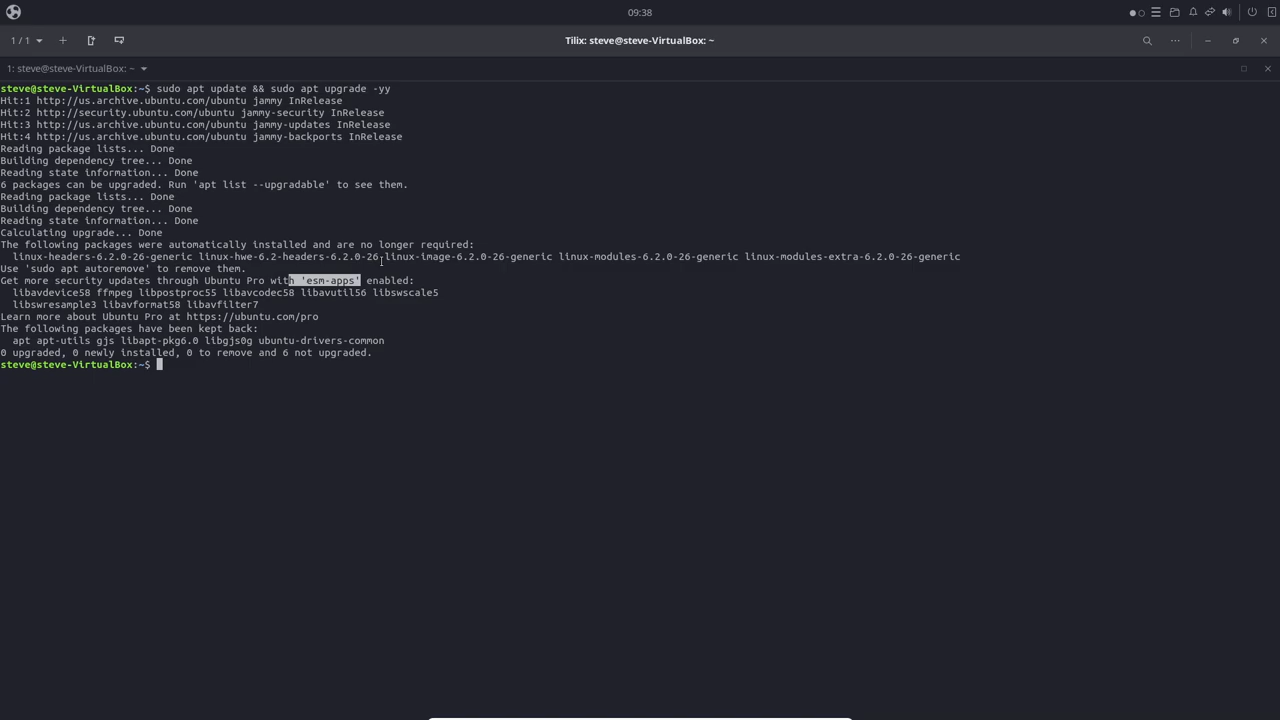 09:38
1 / 1
Tilix: steve@steve-VirtualBox: ~
1: steve@steve-VirtualBox: ~
steve@steve-VirtualBox:~$ sudo apt update && sudo apt upgrade -yy
Hit:1 http://us.archive.ubuntu.com/ubuntu jammy InRelease
Hit:2 http://security.ubuntu.com/ubuntu jammy-security InRelease
Hit:3 http://us.archive.ubuntu.com/ubuntu jammy-updates InRelease
Hit:4 http://us.archive.ubuntu.com/ubuntu jammy-backports InRelease
Reading package lists... Done
Building dependency tree... Done
Reading state information... Done
6 packages can be upgraded. Run 'apt list --upgradable' to see them.
Reading package lists... Done
Building dependency tree... Done
Reading state information... Done
Calculating upgrade... Done
The following packages were automatically installed and are no longer required:
  linux-headers-6.2.0-26-generic linux-hwe-6.2-headers-6.2.0-26 linux-image-6.2.0-26-generic linux-modules-6.2.0-26-generic linux-modules-extra-6.2.0-26-generic
Use 'sudo apt autoremove' to remove them.
Get more security updates through Ubuntu Pro with 'esm-apps' enabled:
  libavdevice58 ffmpeg libpostproc55 libavcodec58 libavutil56 libswscale5
  libswresample3 libavformat58 libavfilter7
Learn more about Ubuntu Pro at https://ubuntu.com/pro
The following packages have been kept back:
  apt apt-utils gjs libapt-pkg6.0 libgjs0g ubuntu-drivers-common
0 upgraded, 0 newly installed, 0 to remove and 6 not upgraded.
steve@steve-VirtualBox:~$